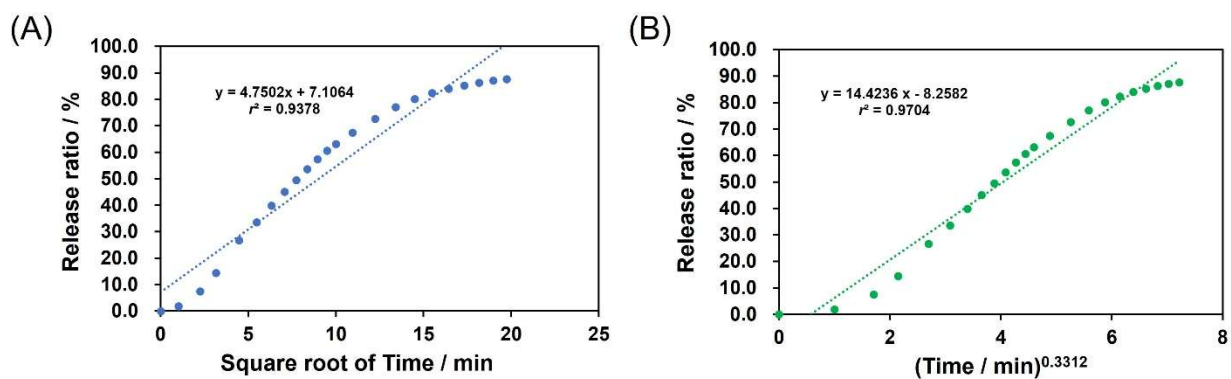 (A)
100.0
90.0
80.0
70.0
60.0
50.0
40.0
30.0
20.0
10.0
0.0
Release ratio / %
y = 4.7502x + 7.1064
r² = 0.9378
0 5 10 15 20 25
Square root of Time / min
(B)
100.0
90.0
80.0
70.0
60.0
50.0
40.0
30.0
20.0
10.0
0.0
Release ratio / %
y = 14.4236 x - 8.2582
r² = 0.9704
0 2 4 6 8
(Time / min)0.3312